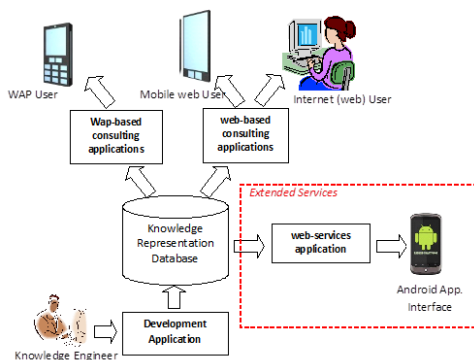 WAP User
Mobile web User
Internet (web) User
Wap-based
consulting
applications
web-based
consulting
applications
Extended Services
Knowledge
Representation
Database
web-services
application
Android App.
Interface
Development
Application
Knowledge Engineer